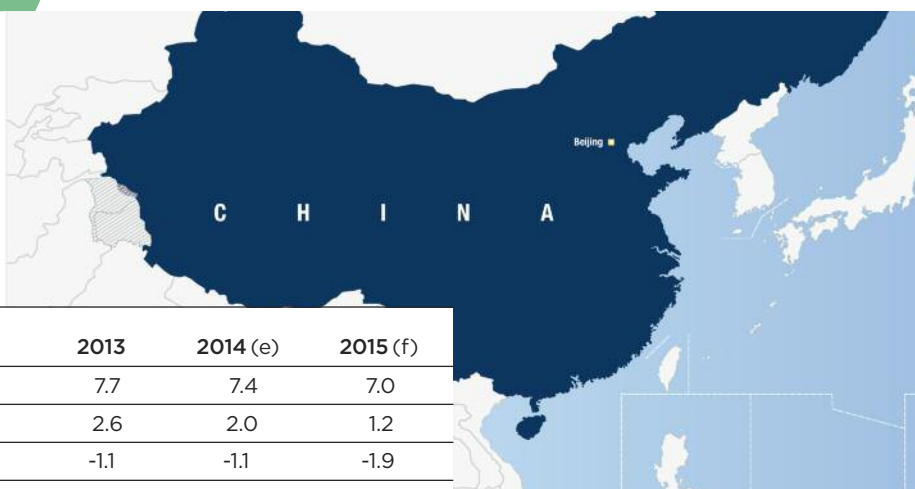 Beijing
C H I N A
2013 2014 (e) 2015 (f)
7.7 7.4 7.0
2.6 2.0 1.2
-1.1 -1.1 -1.9